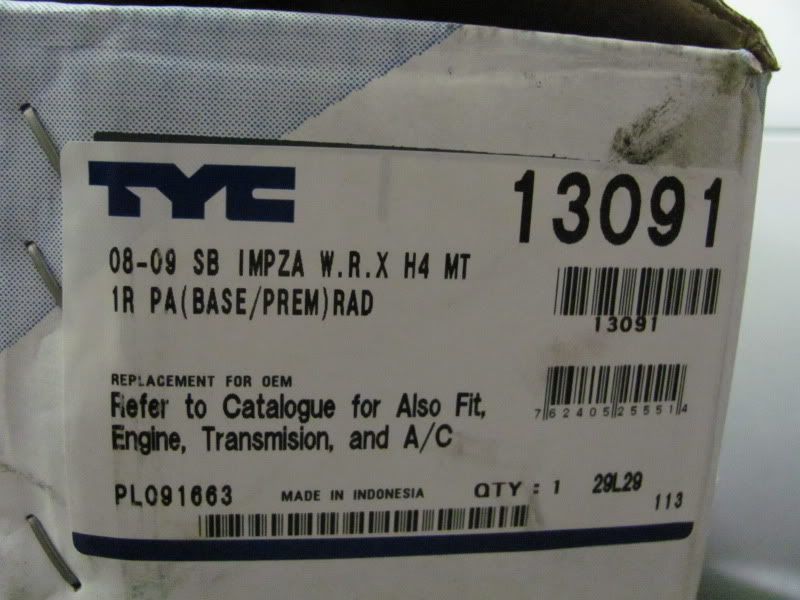 TYC
13091
08-09 SB IMPZA W.R.X H4 MT
1R PA(BASE/PREM)RAD
13091
REPLACEMENT FOR OEM
Refer to Catalogue for Also Fit,
Engine, Transmision, and A/C
7 62405 25551 4
PL091663 MADE IN INDONESIA QTY : 1 29L29
113